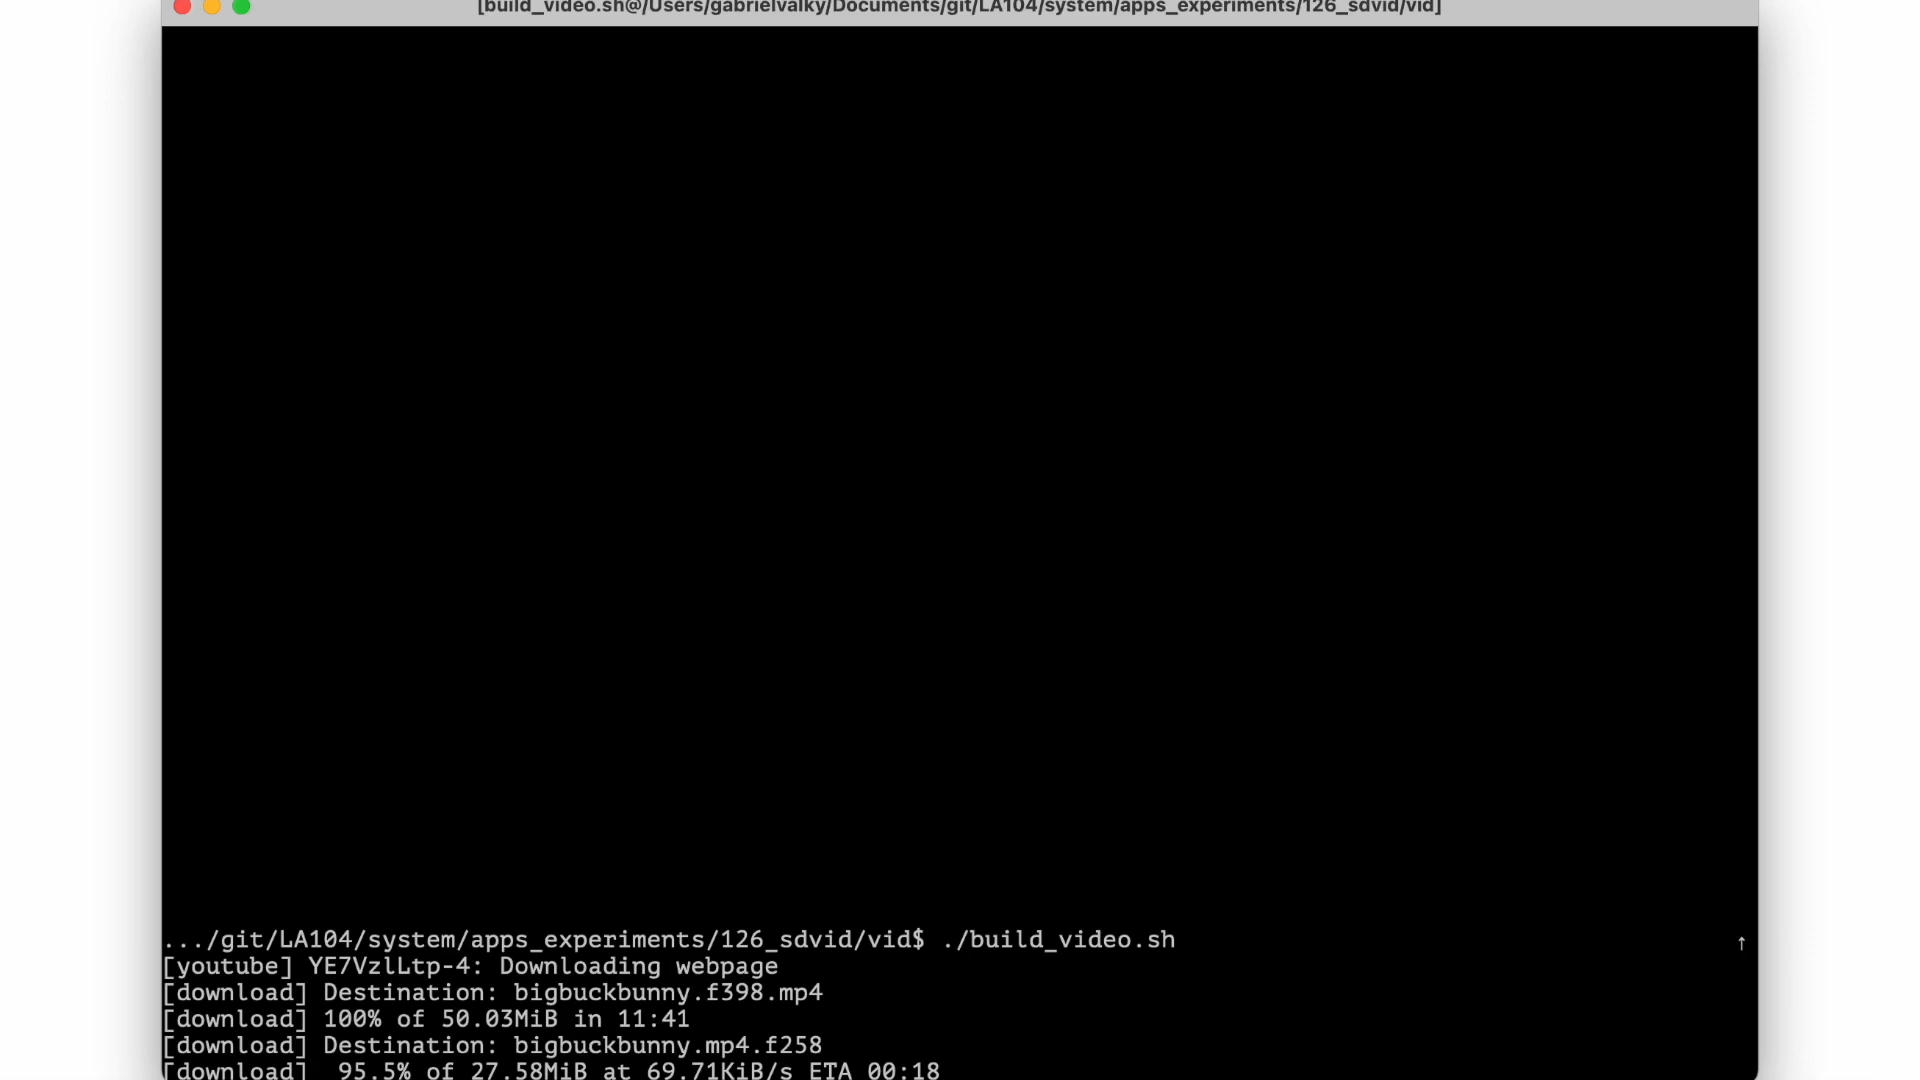 [build_video.sh@/Users/gabrielvalky/Documents/git/LA104/system/apps_experiments/126_sdvid/vid]
.../git/LA104/system/apps_experiments/126_sdvid/vid$ ./build_video.sh ↑
[youtube] YE7VzlLtp-4: Downloading webpage
[download] Destination: bigbuckbunny.f398.mp4
[download] 100% of 50.03MiB in 11:41
[download] Destination: bigbuckbunny.mp4.f258
[download]  95.5% of 27.58MiB at 69.71KiB/s ETA 00:18